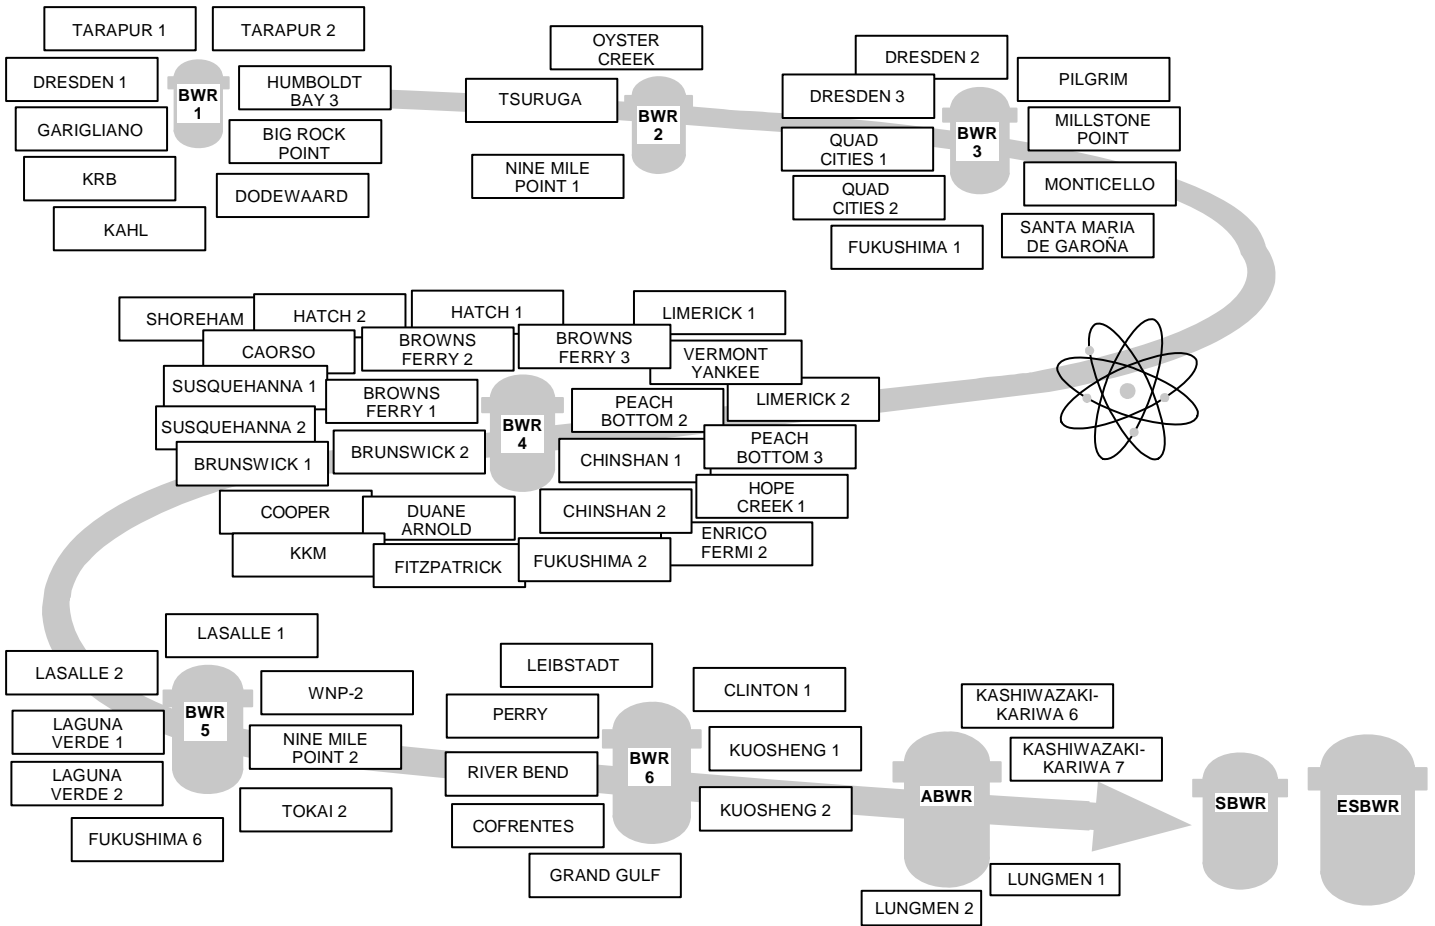 TARAPUR 1
TARAPUR 2
DRESDEN 1
GARIGLIANO
KRB
KAHL
BWR
1
HUMBOLDT
BAY 3
BIG ROCK
POINT
DODEWAARD
OYSTER
CREEK
TSURUGA
NINE MILE
POINT 1
BWR
2
DRESDEN 2
DRESDEN 3
QUAD
CITIES 1
QUAD
CITIES 2
FUKUSHIMA 1
BWR
3
PILGRIM
MILLSTONE
POINT
MONTICELLO
SANTA MARIA
DE GAROÑA
SHOREHAM
HATCH 2
HATCH 1
LIMERICK 1
CAORSO
BROWNS
FERRY 2
BROWNS
FERRY 3
VERMONT
YANKEE
SUSQUEHANNA 1
BROWNS
FERRY 1
PEACH
BOTTOM 2
LIMERICK 2
SUSQUEHANNA 2
BWR
4
BRUNSWICK 1
BRUNSWICK 2
CHINSHAN 1
PEACH
BOTTOM 3
HOPE
CREEK 1
COOPER
DUANE
ARNOLD
CHINSHAN 2
ENRICO
FERMI 2
KKM
FITZPATRICK
FUKUSHIMA 2
LASALLE 1
LASALLE 2
LAGUNA
VERDE 1
LAGUNA
VERDE 2
FUKUSHIMA 6
BWR
5
WNP-2
NINE MILE
POINT 2
TOKAI 2
LEIBSTADT
PERRY
RIVER BEND
COFRENTES
GRAND GULF
BWR
6
CLINTON 1
KUOSHENG 1
KUOSHENG 2
KASHIWAZAKI-
KARIWA 6
KASHIWAZAKI-
KARIWA 7
ABWR
LUNGMEN 1
LUNGMEN 2
SBWR
ESBWR